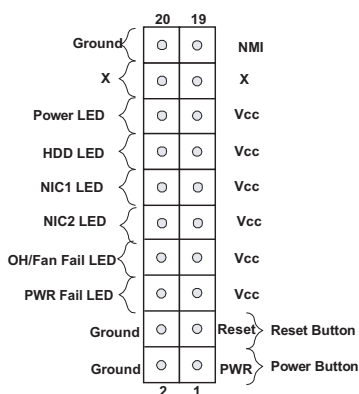 20 19
Ground NMI
X X
Power LED Vcc
HDD LED Vcc
NIC1 LED Vcc
NIC2 LED Vcc
OH/Fan Fail LED Vcc
PWR Fail LED Vcc
Ground Reset Reset Button
Ground PWR Power Button
2 1